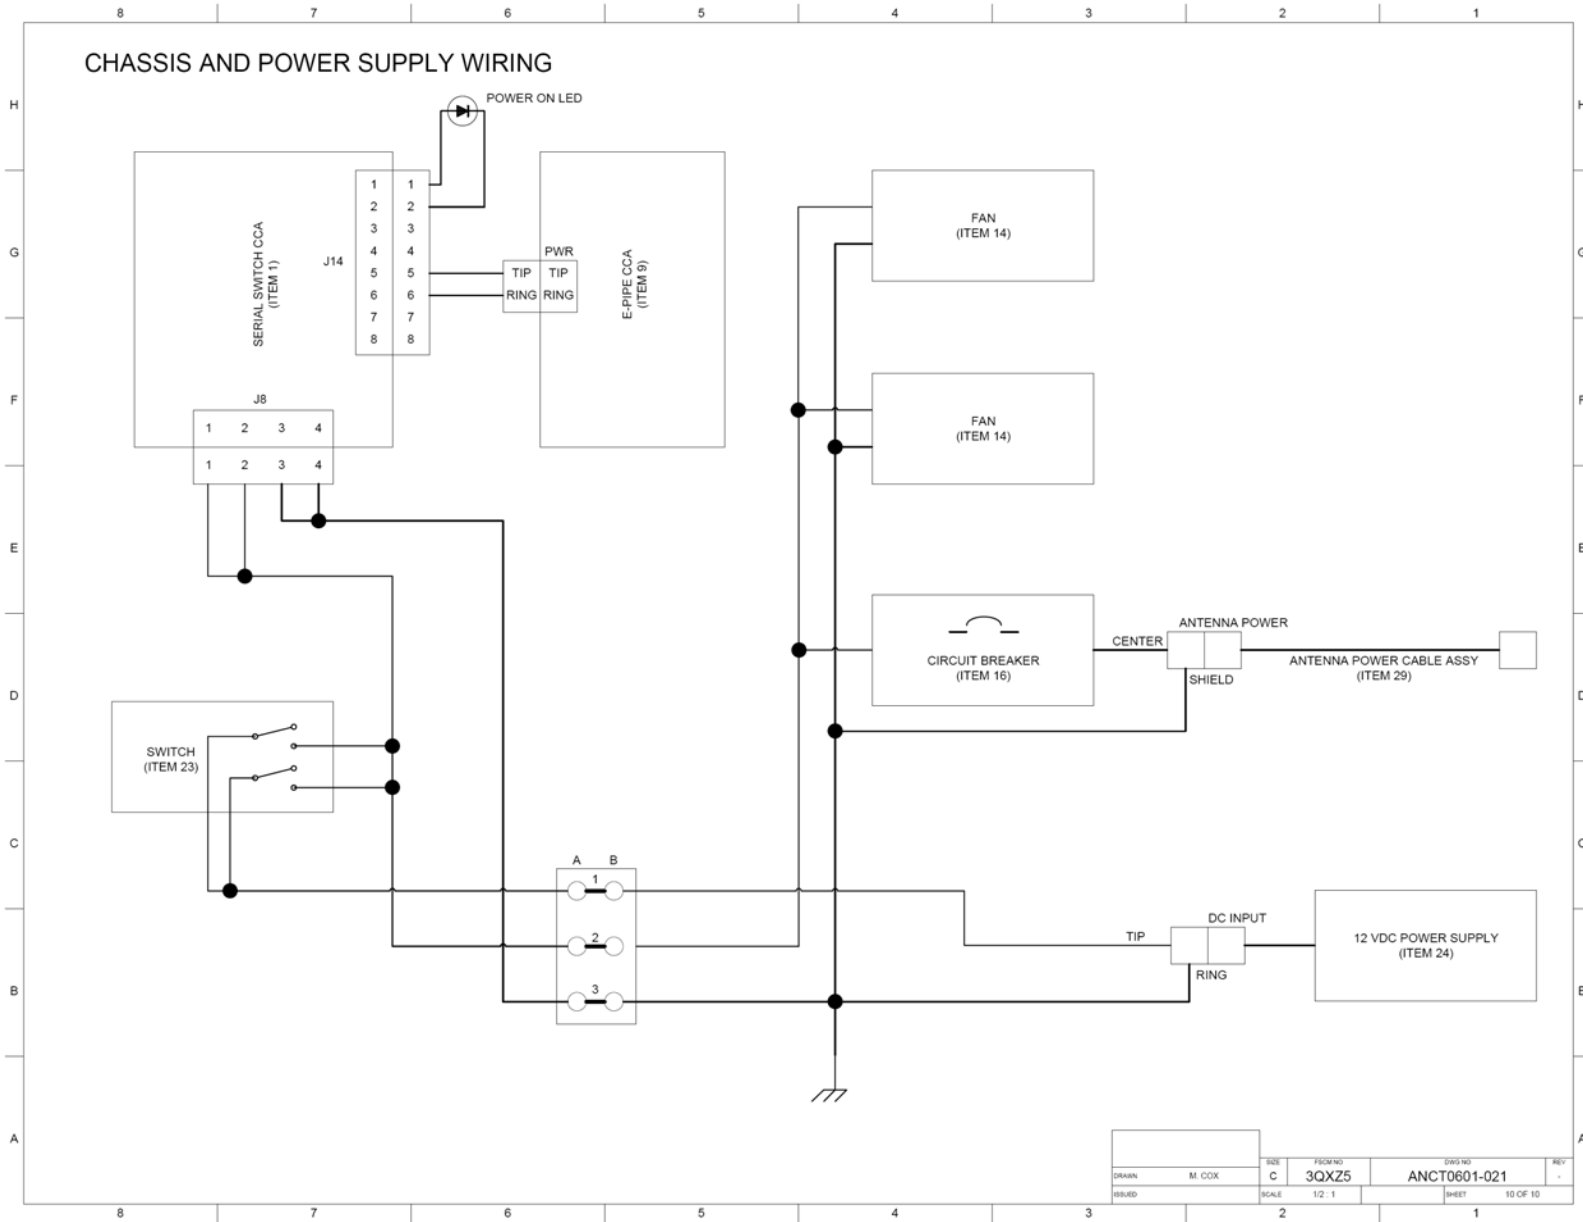 8 7 6 5 4 3 2 1
CHASSIS AND POWER SUPPLY WIRING
H
H
POWER ON LED
1 1
2 2
3 3
4 4
5 5
6 6
7 7
8 8
J14
SERIAL SWITCH CCA
(ITEM 1)
PWR
TIP TIP
RING RING
E-PIPE CCA
(ITEM 9)
FAN
(ITEM 14)
G
G
F
F
J8
1 2 3 4
1 2 3 4
FAN
(ITEM 14)
E
E
CENTER
ANTENNA POWER
SHIELD
CIRCUIT BREAKER
(ITEM 16)
ANTENNA POWER CABLE ASSY
(ITEM 29)
D
D
SWITCH
(ITEM 23)
C
C
A B
1
2
3
TIP
DC INPUT
RING
12 VDC POWER SUPPLY
(ITEM 24)
B
B
A
A
DRAWN M. COX
ISSUED
SIZE
C
FSCM NO
3QXZ5
DWG NO
ANCT0601-021
REV
-
SCALE 1/2 : 1
SHEET 10 OF 10
8 7 6 5 4 3 2 1